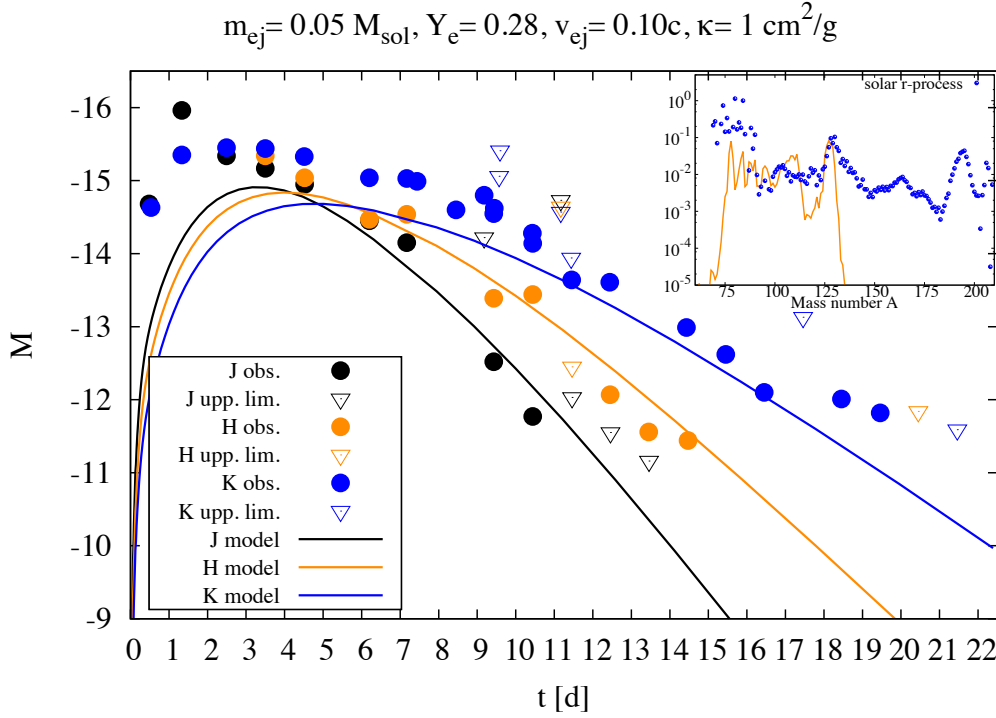 m_ej= 0.05 M_sol, Y_e= 0.28, v_ej= 0.10c, κ= 1 cm²/g
-16
-15
-14
-13
-12
-11
-10
-9
M
J obs.
J upp. lim.
H obs.
H upp. lim.
K obs.
K upp. lim.
J model
H model
K model
solar r-process
10⁰
10⁻¹
10⁻²
10⁻³
10⁻⁴
10⁻⁵
75 100 125 150 175 200
Mass number A
0 1 2 3 4 5 6 7 8 9 10 11 12 13 14 15 16 17 18 19 20 21 22
t [d]